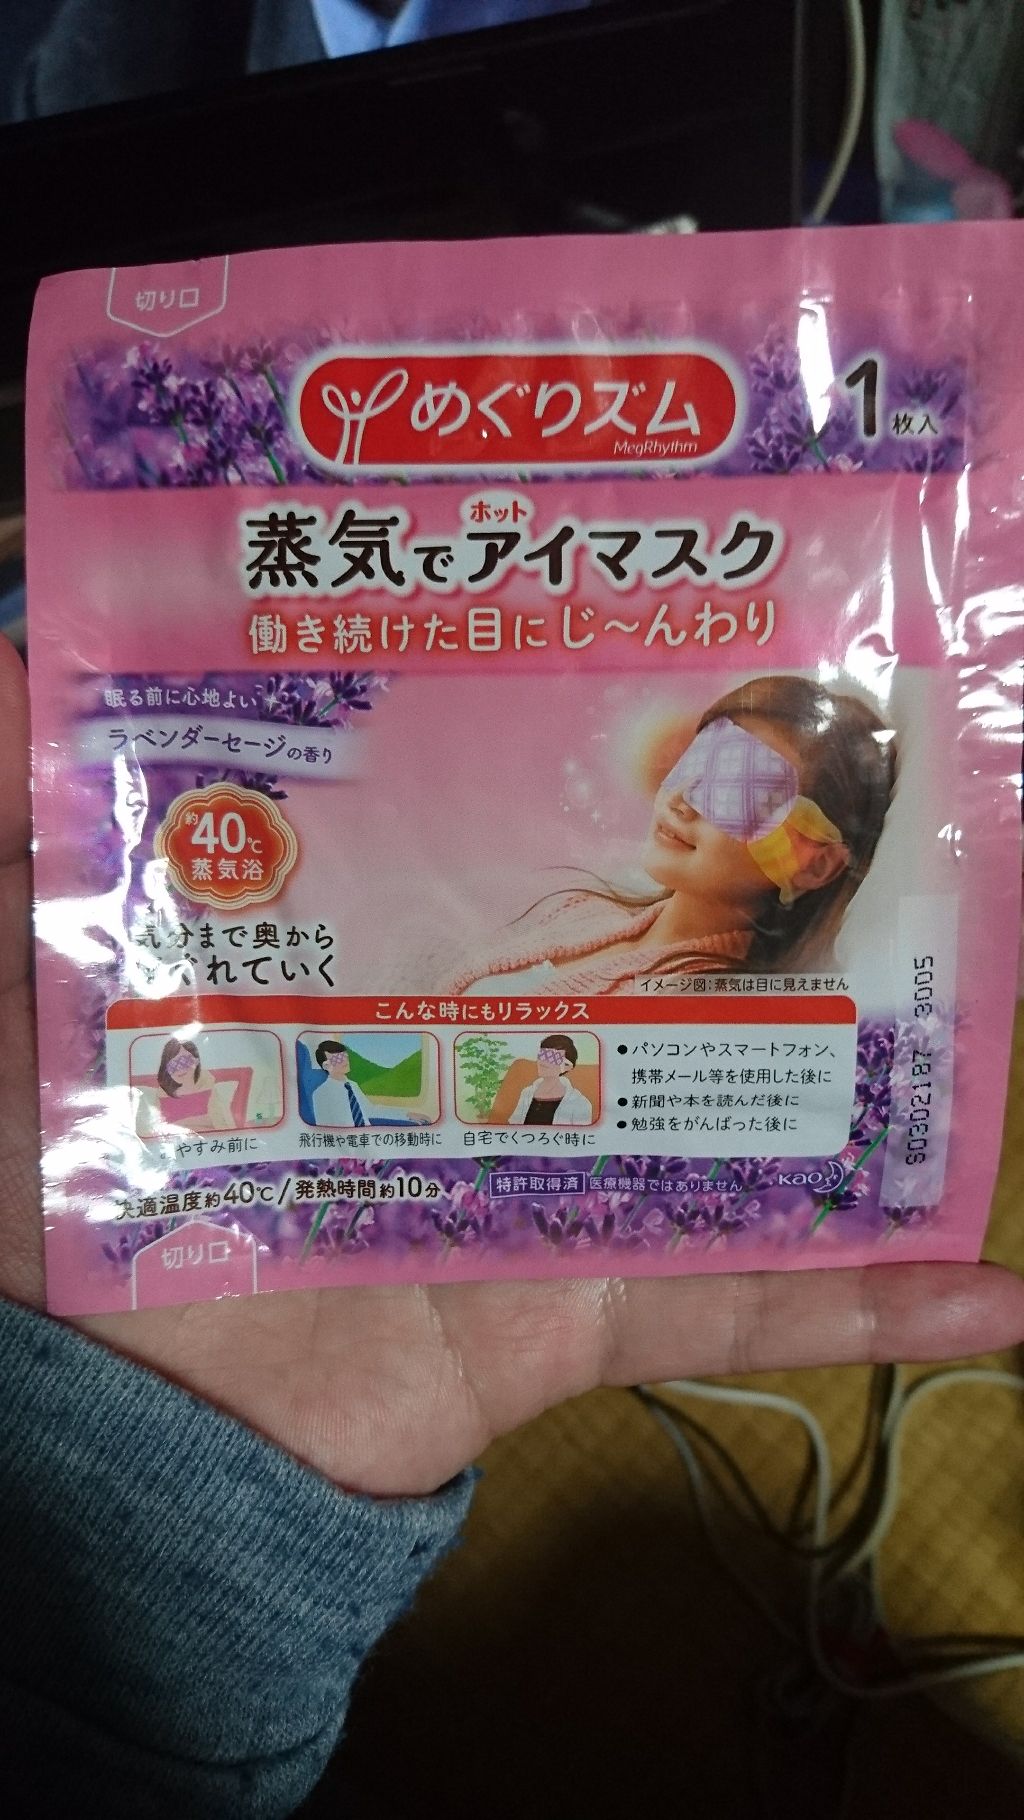 切り口
めぐりズム
MegRhythm
1枚入
ホット
蒸気でアイマスク
働き続けた目にじ〜んわり
眠る前に心地よい
ラベンダーセージの香り
約40℃
蒸気浴
気分まで奥から
れていく
イメージ図:蒸気は目に見えません
こんな時にもリラックス
おやすみ前に
飛行機や電車での移動時に
自宅でくつろぐ時に
●パソコンやスマートフォン、
携帯メール等を使用した後に
●新聞や本を読んだ後に
●勉強をがんばった後に
快適温度約40℃/発熱時間約10分
特許取得済 医療機器ではありません
Kao
切り口
S0302187 3005